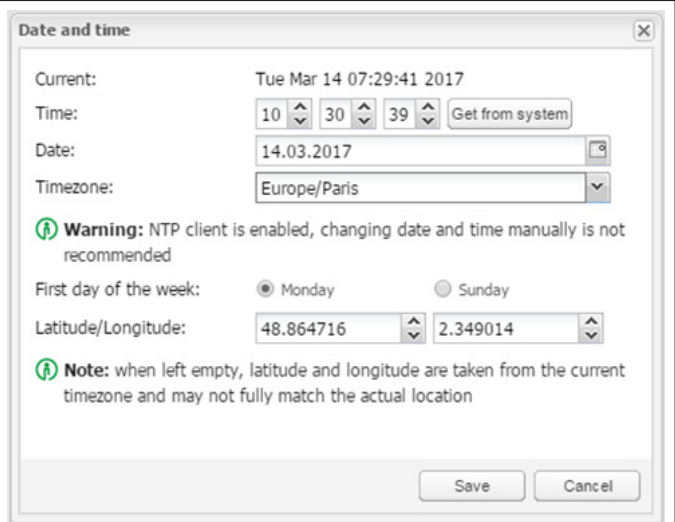 Date and time
Current: Tue Mar 14 07:29:41 2017
Time: 10 30 39 Get from system
Date: 14.03.2017
Timezone: Europe/Paris
Warning: NTP client is enabled, changing date and time manually is not
recommended
First day of the week: Monday Sunday
Latitude/Longitude: 48.864716 2.349014
Note: when left empty, latitude and longitude are taken from the current
timezone and may not fully match the actual location
Save Cancel